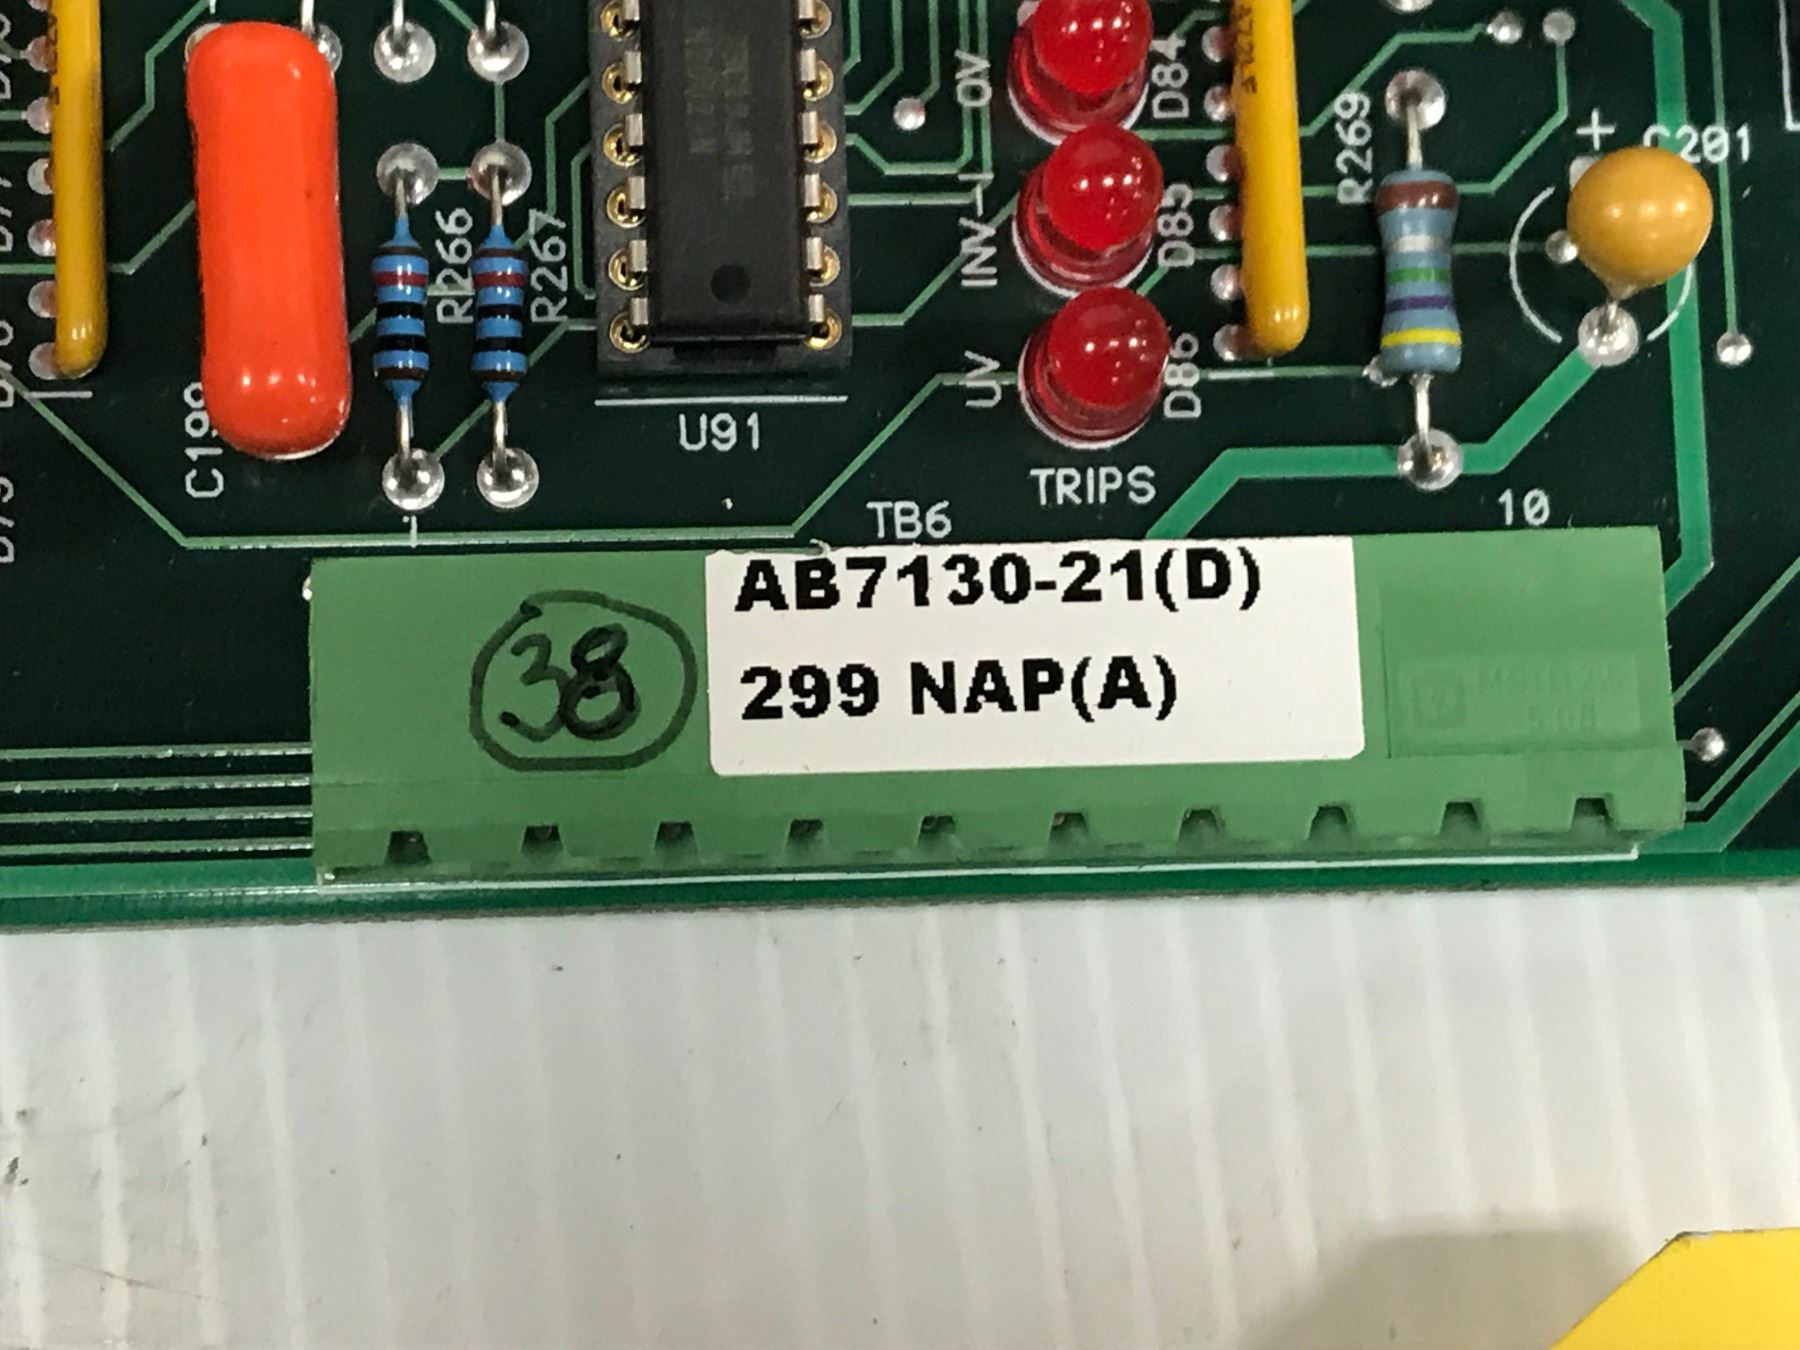 OV
D84
INV-I
D85
UV
D86
TRIPS
R266
R267
U91
R269
+
C201
C199
TB6
1
10
AB7130-21(D)
299 NAP(A)
38